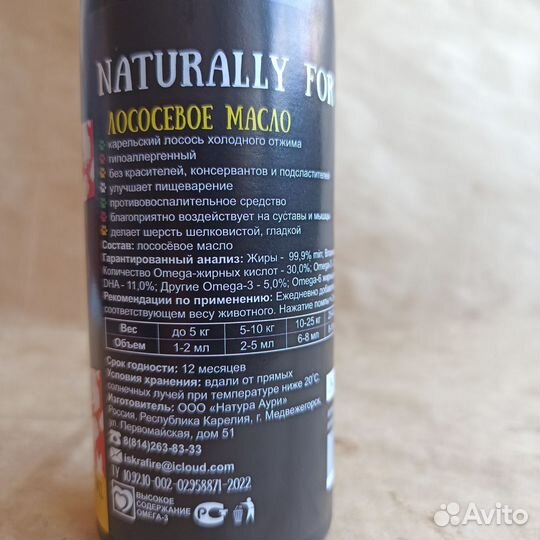 NATURALLY FOR
ЛОСОСЕВОЕ МАСЛО
карельский лосось холодного отжима
гипоаллергенный
без красителей, консервантов и подсластителей
улучшает пищеварение
противовоспалительное средство
благоприятно воздействует на суставы и мышцы
делает шерсть шелковистой, гладкой
Состав: лососёвое масло
Гарантированный анализ: Жиры - 99,9% min;
Количество Omega-жирных кислот - 30,0%;
DHA - 11,0%; Другие Omega-3 - 5,0%; Omega-6
Рекомендации по применению: Ежедневно
соответствующем весу животного. Нажатие помпы
Вес до 5 кг 5-10 кг 10-25 кг
Объем 1-2 мл 2-5 мл 6-8 мл
Срок годности: 12 месяцев
Условия хранения: вдали от прямых
солнечных лучей при температуре ниже 20°C.
Изготовитель: ООО «Натура Аури»
Россия, Республика Карелия, г. Медвежегорск,
ул. Первомайская, дом 51
8(814)263-83-33
iskrafire@icloud.com
ТУ 10.92.10-002-02958871-2022
ВЫСОКОЕ
СОДЕРЖАНИЕ
ОМЕГА-3
Avito